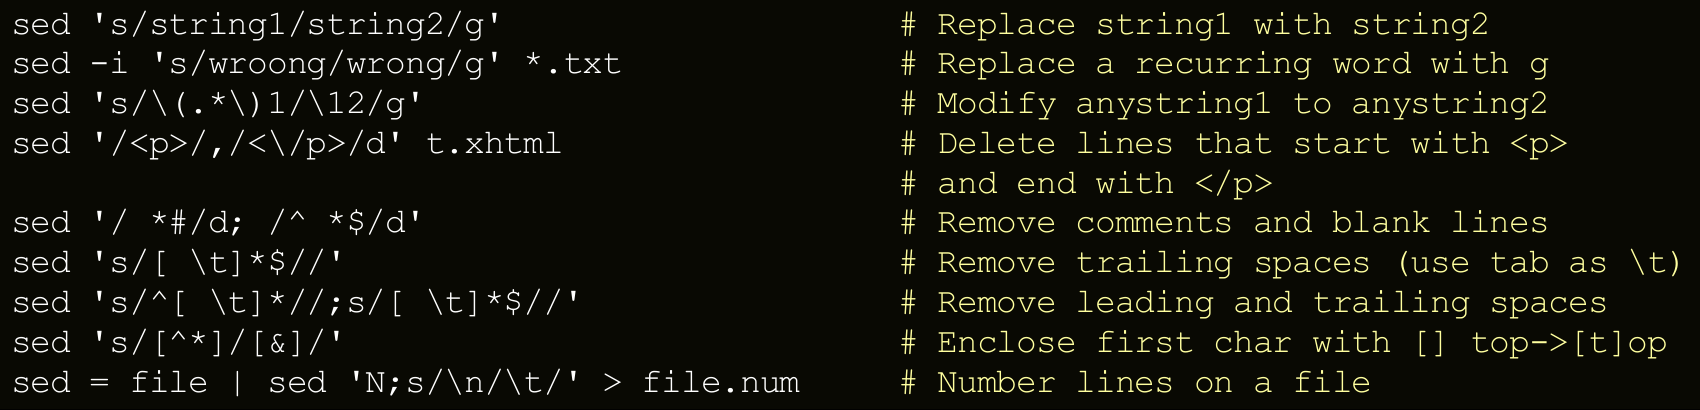 sed 's/string1/string2/g' # Replace string1 with string2
sed -i 's/wroong/wrong/g' *.txt # Replace a recurring word with g
sed 's/\(.*\)1/\12/g' # Modify anystring1 to anystring2
sed '/<p>/,/<\/p>/d' t.xhtml # Delete lines that start with <p>
# and end with </p>
sed '/ *#/d; /^ *$/d' # Remove comments and blank lines
sed 's/[ \t]*$//' # Remove trailing spaces (use tab as \t)
sed 's/^[ \t]*//;s/[ \t]*$//' # Remove leading and trailing spaces
sed 's/[^*]/[&]/' # Enclose first char with [] top->[t]op
sed = file | sed 'N;s/\n/\t/' > file.num # Number lines on a file